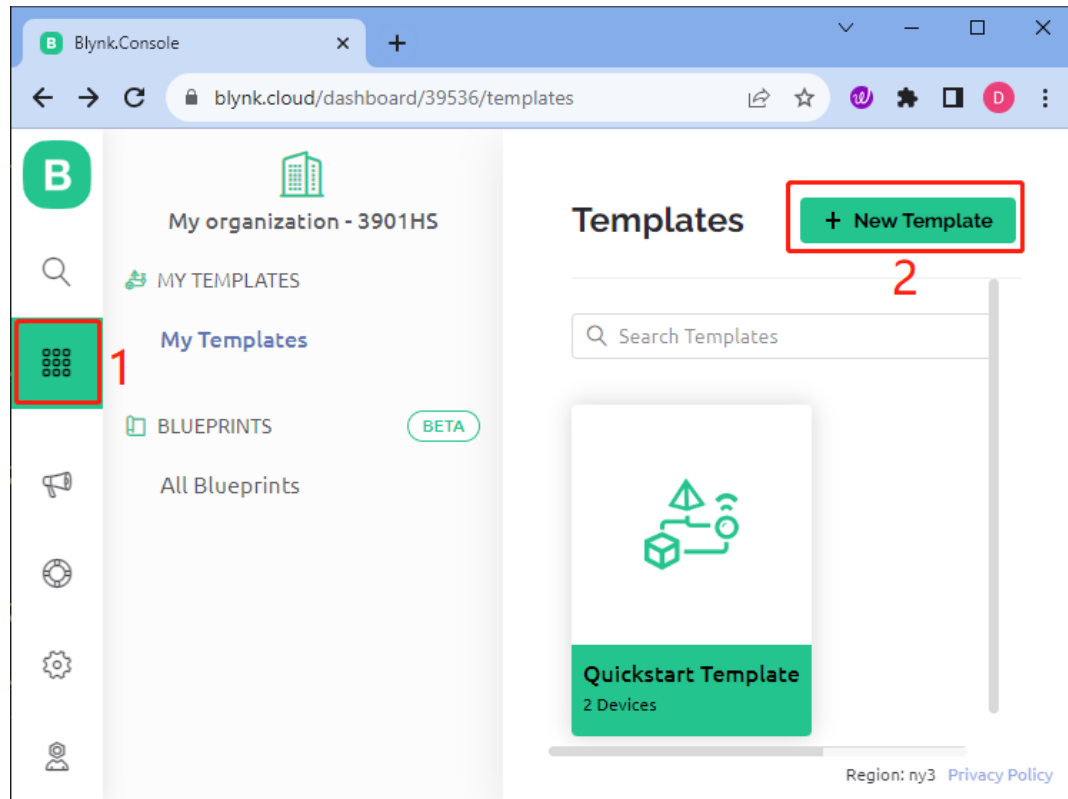 B Blynk.Console
blynk.cloud/dashboard/39536/templates
D
B
My organization - 3901HS
MY TEMPLATES
My Templates
BLUEPRINTS BETA
All Blueprints
1
Templates
+ New Template
2
Search Templates
Quickstart Template
2 Devices
Region: ny3 Privacy Policy